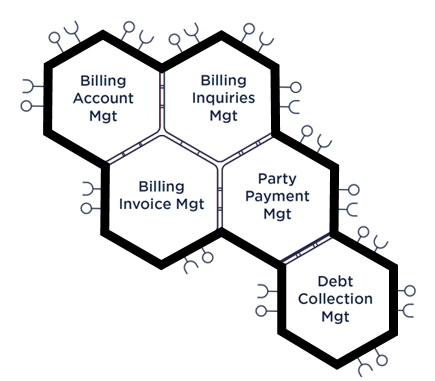 Billing
Account
Mgt
Billing
Inquiries
Mgt
Billing
Invoice Mgt
Party
Payment
Mgt
Debt
Collection
Mgt